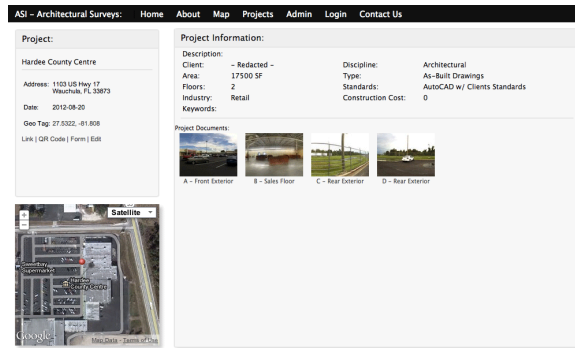 ASI – Architectural Surveys: Home About Map Projects Admin Login Contact Us
Project:
Hardee County Centre
Address: 1103 US Hwy 17
Wauchula, FL 33873
Date: 2012-08-20
Geo Tag: 27.5322, -81.808
Link | QR Code | Form | Edit
Project Information:
Description:
Client: – Redacted – Discipline: Architectural
Area: 17500 SF Type: As-Built Drawings
Floors: 2 Standards: AutoCAD w/ Clients Standards
Industry: Retail Construction Cost: 0
Keywords:
Project Documents:
A – Front Exterior B – Sales Floor C – Rear Exterior D – Rear Exterior
Satellite
Sweetbay
Supermarket
Hardee
County Centre
Google
Map Data - Terms of Use